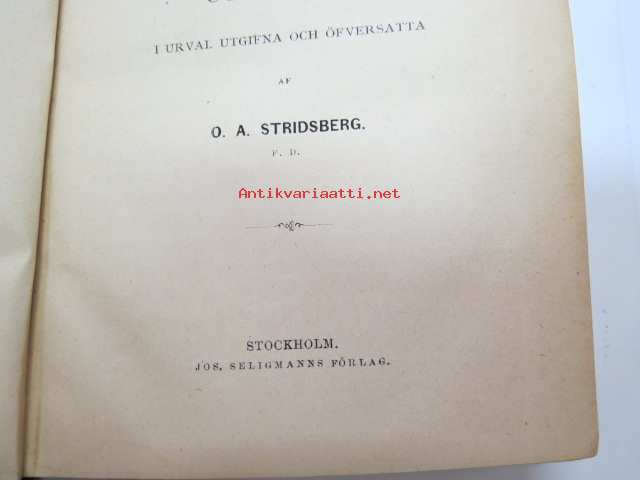 I URVAL UTGIFNA OCH ÖFVERSATTA
AF
O. A. STRIDSBERG.
F. D.
Antikvariaatti.net
STOCKHOLM.
JOS. SELIGMANNS FÖRLAG.